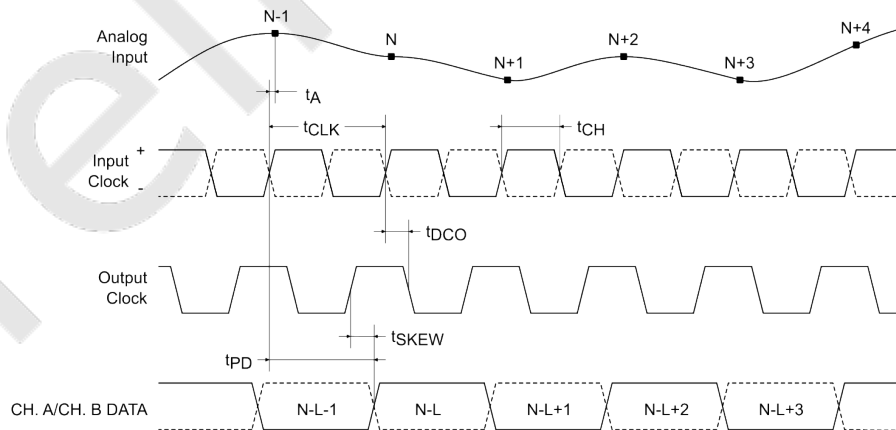 N-1
N
N+1
N+2
N+3
N+4
Analog
Input
tA
tCLK
tCH
Input
Clock
+
-
tDCO
Output
Clock
tSKEW
tPD
CH. A/CH. B DATA
N-L-1
N-L
N-L+1
N-L+2
N-L+3